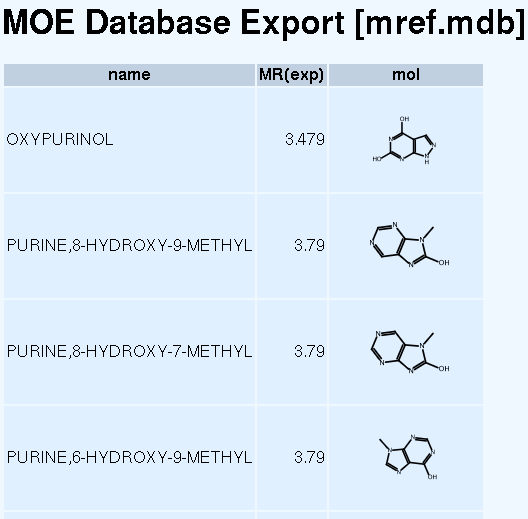 MOE Database Export [mref.mdb]
name MR(exp) mol
OH
N
N
HO
N
N
H
OXYPURINOL 3.479
N
N
N
N
OH
PURINE,8-HYDROXY-9-METHYL 3.79
N
N
N
N
OH
PURINE,8-HYDROXY-7-METHYL 3.79
N
N
N
N
OH
PURINE,6-HYDROXY-9-METHYL 3.79